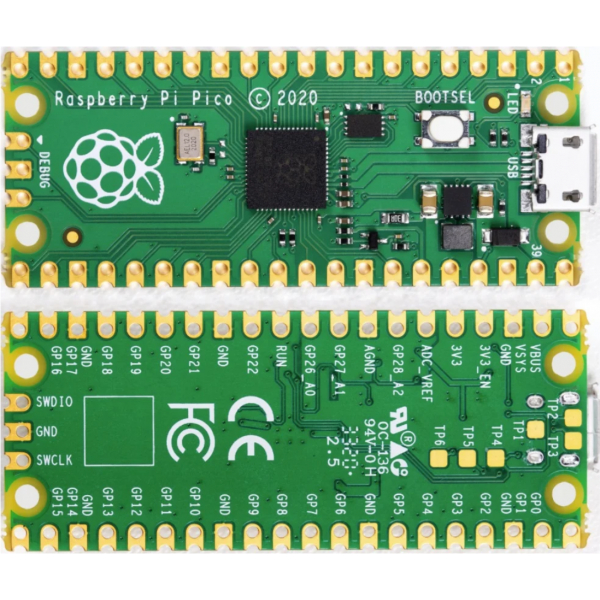 Raspberry Pi Pico © 2020
BOOTSEL
LED
2
1
DEBUG
USB
39
GP16
GP17
GND
GP18
GP19
GP20
GP21
GND
GP22
RUN
GP26_A0
GP27_A1
AGND
GP28_A2
ADC_VREF
3V3
3V3_EN
GND
VSYS
VBUS
SWDIO
GND
SWCLK
FC
CE
OC-136
94V-0H
3320
2.5
TP6
TP5
TP4
TP1
TP2
TP3
GP15
GP14
GND
GP13
GP12
GP11
GP10
GND
GP9
GP8
GP7
GP6
GND
GP5
GP4
GP3
GP2
GND
GP1
GP0